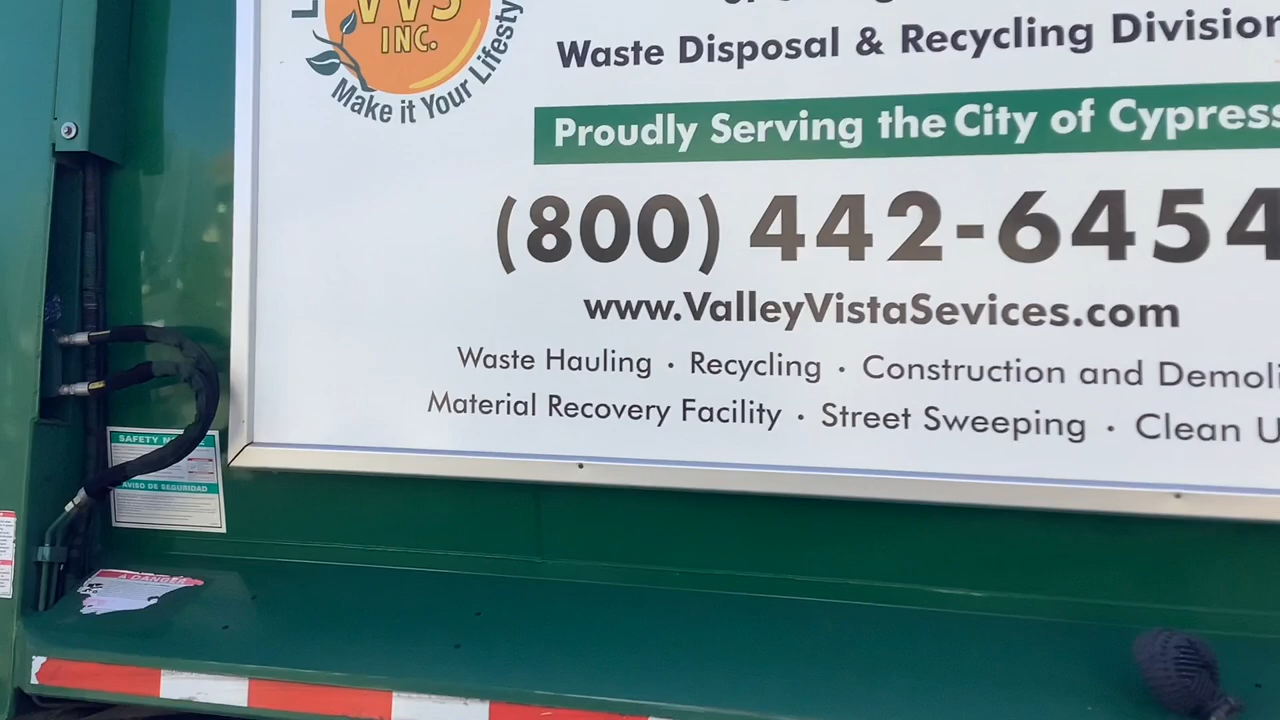 VVS
INC.
Make it Your Lifesty
Waste Disposal & Recycling Division
Proudly Serving the City of Cypress
(800) 442-6454
www.ValleyVistaSevices.com
Waste Hauling · Recycling · Construction and Demoli
Material Recovery Facility · Street Sweeping · Clean U
SAFETY
AVISO DE SEGURIDAD
DANGER